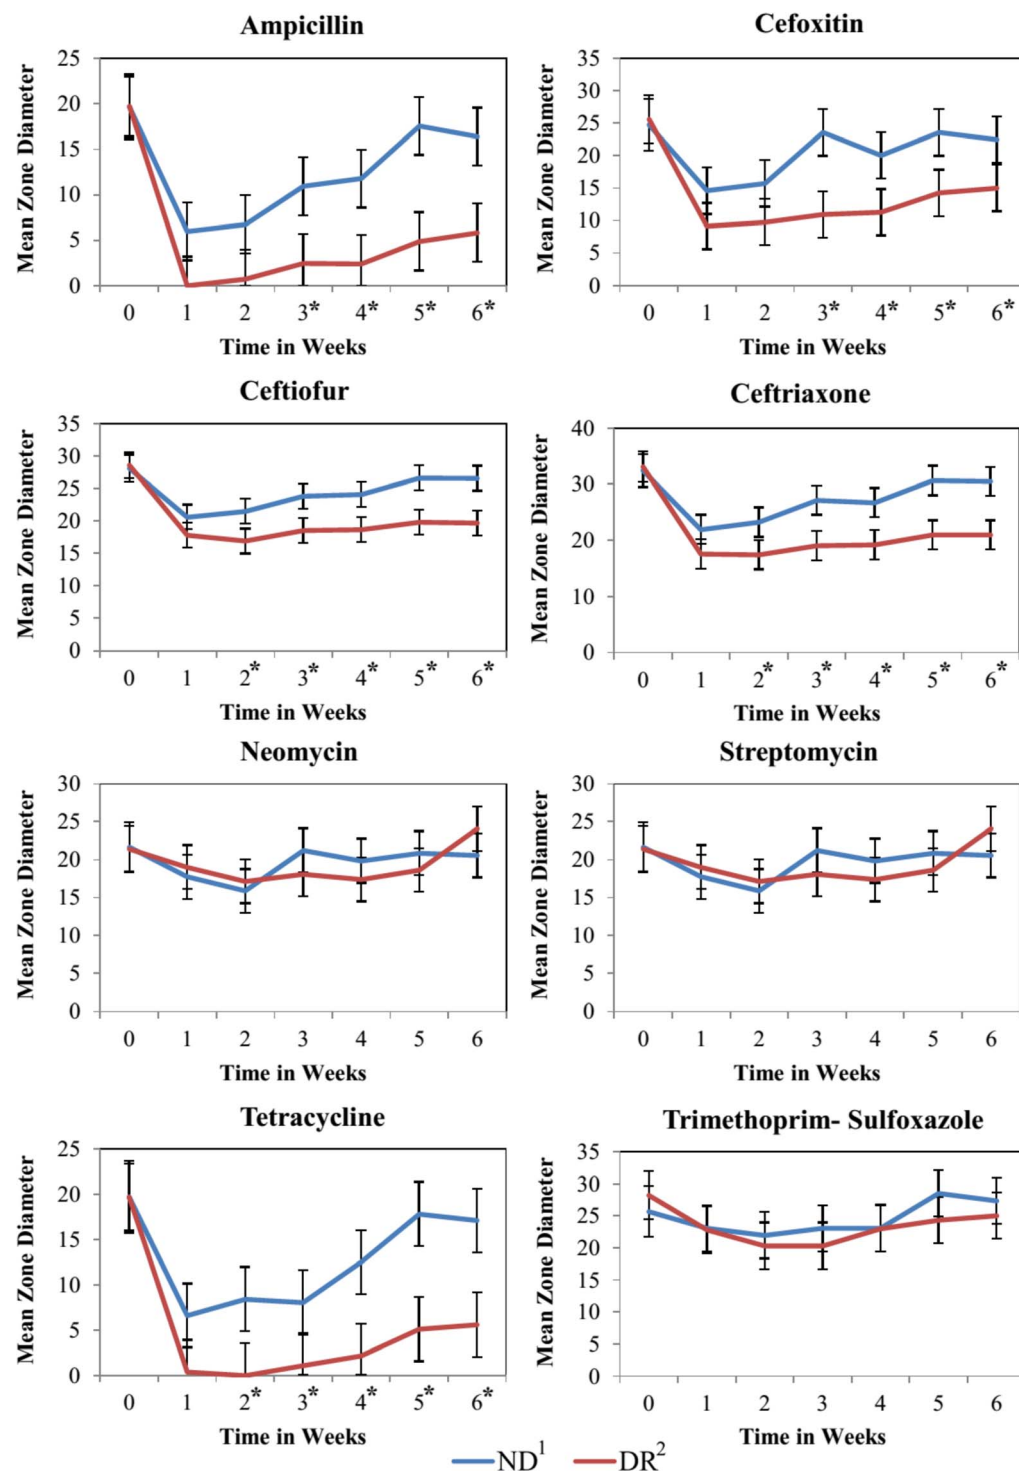 Ampicillin
Mean Zone Diameter
25
20
15
10
5
0
0 1 2 3* 4* 5* 6*
Time in Weeks
Cefoxitin
Mean Zone Diameter
35
30
25
20
15
10
5
0
0 1 2 3* 4* 5* 6*
Time in Weeks
Ceftiofur
Mean Zone Diameter
35
30
25
20
15
10
5
0
0 1 2* 3* 4* 5* 6*
Time in Weeks
Ceftriaxone
Mean Zone Diameter
40
30
20
10
0
0 1 2* 3* 4* 5* 6*
Time in Weeks
Neomycin
Mean Zone Diameter
30
25
20
15
10
5
0
0 1 2 3 4 5 6
Time in Weeks
Streptomycin
Mean Zone Diameter
30
25
20
15
10
5
0
0 1 2 3 4 5 6
Time in Weeks
Tetracycline
Mean Zone Diameter
25
20
15
10
5
0
0 1 2* 3* 4* 5* 6*
Time in Weeks
Trimethoprim- Sulfoxazole
Mean Zone Diameter
35
30
25
20
15
10
5
0
0 1 2 3 4 5 6
Time in Weeks
ND¹ DR²